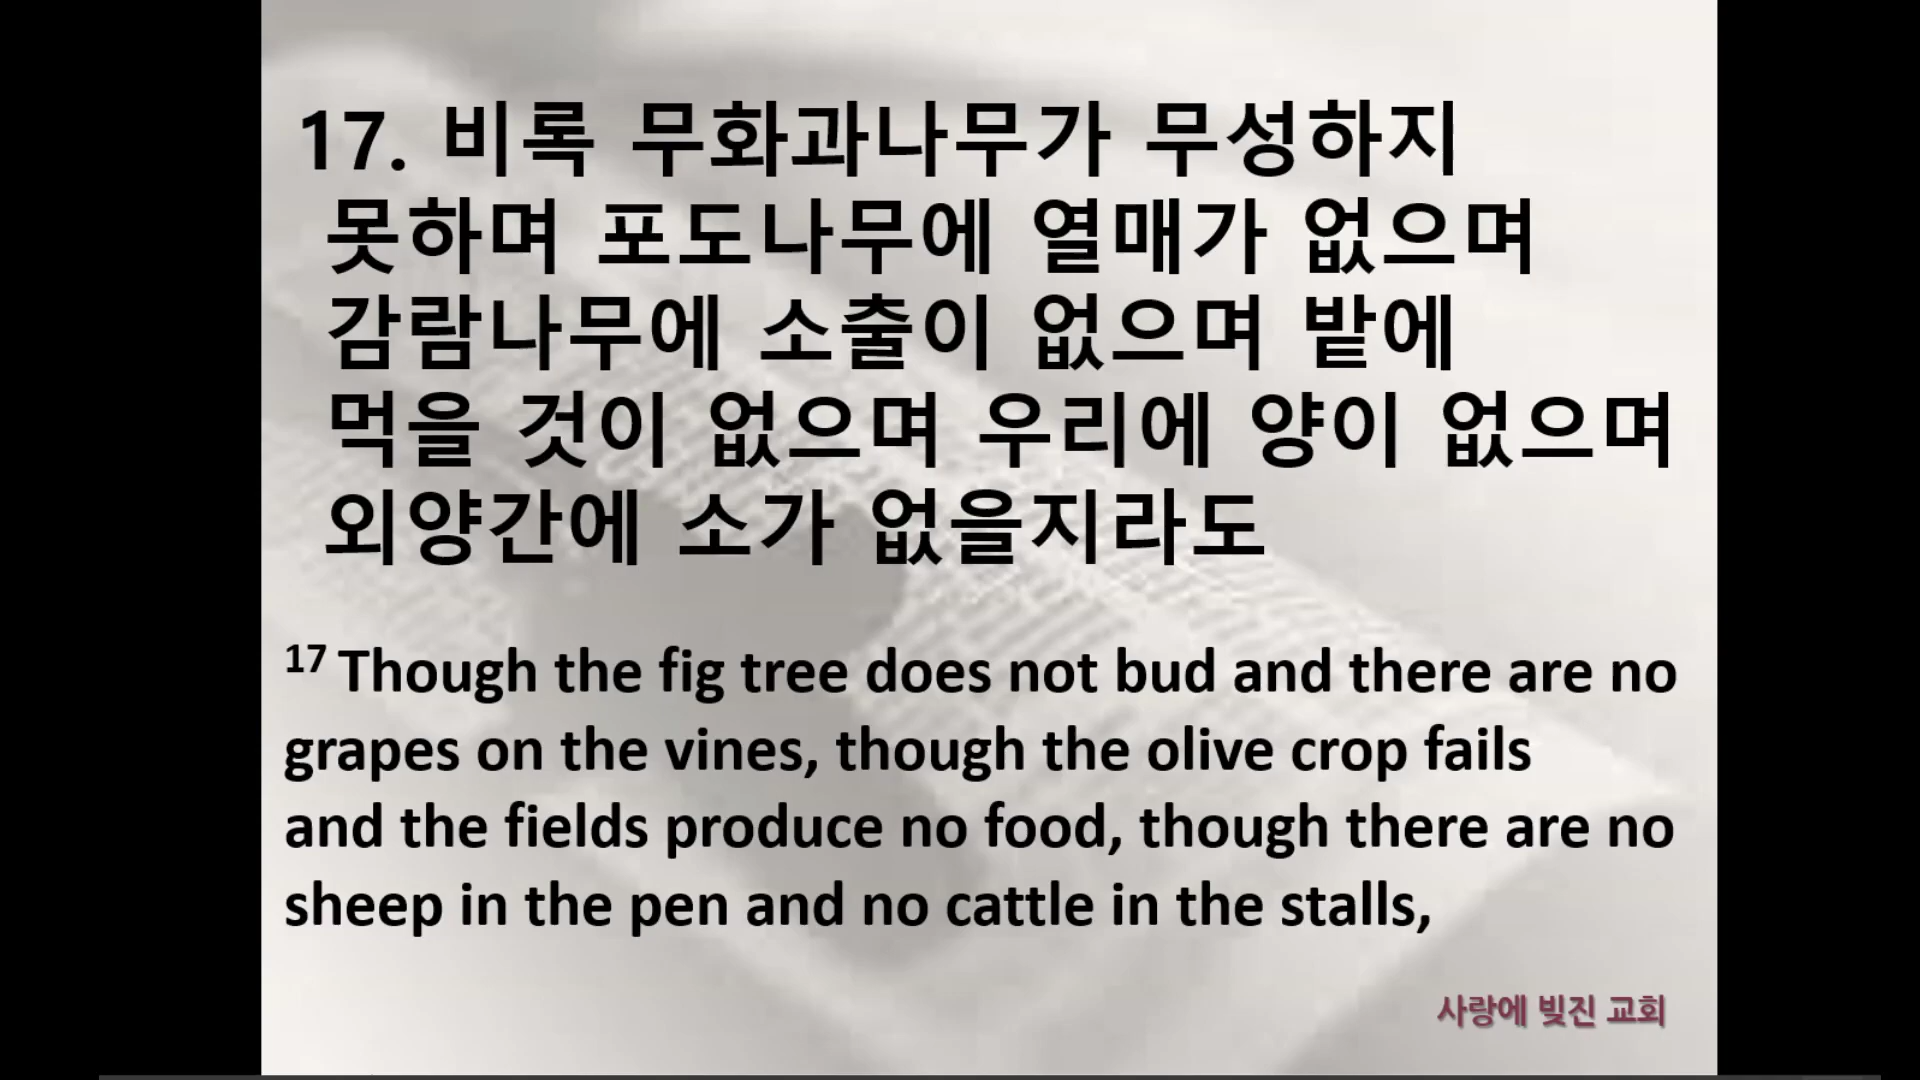 17. 비록 무화과나무가 무성하지
못하며 포도나무에 열매가 없으며
감람나무에 소출이 없으며 밭에
먹을 것이 없으며 우리에 양이 없으며
외양간에 소가 없을지라도
17 Though the fig tree does not bud and there are no
grapes on the vines, though the olive crop fails
and the fields produce no food, though there are no
sheep in the pen and no cattle in the stalls,
사랑에 빚진 교회